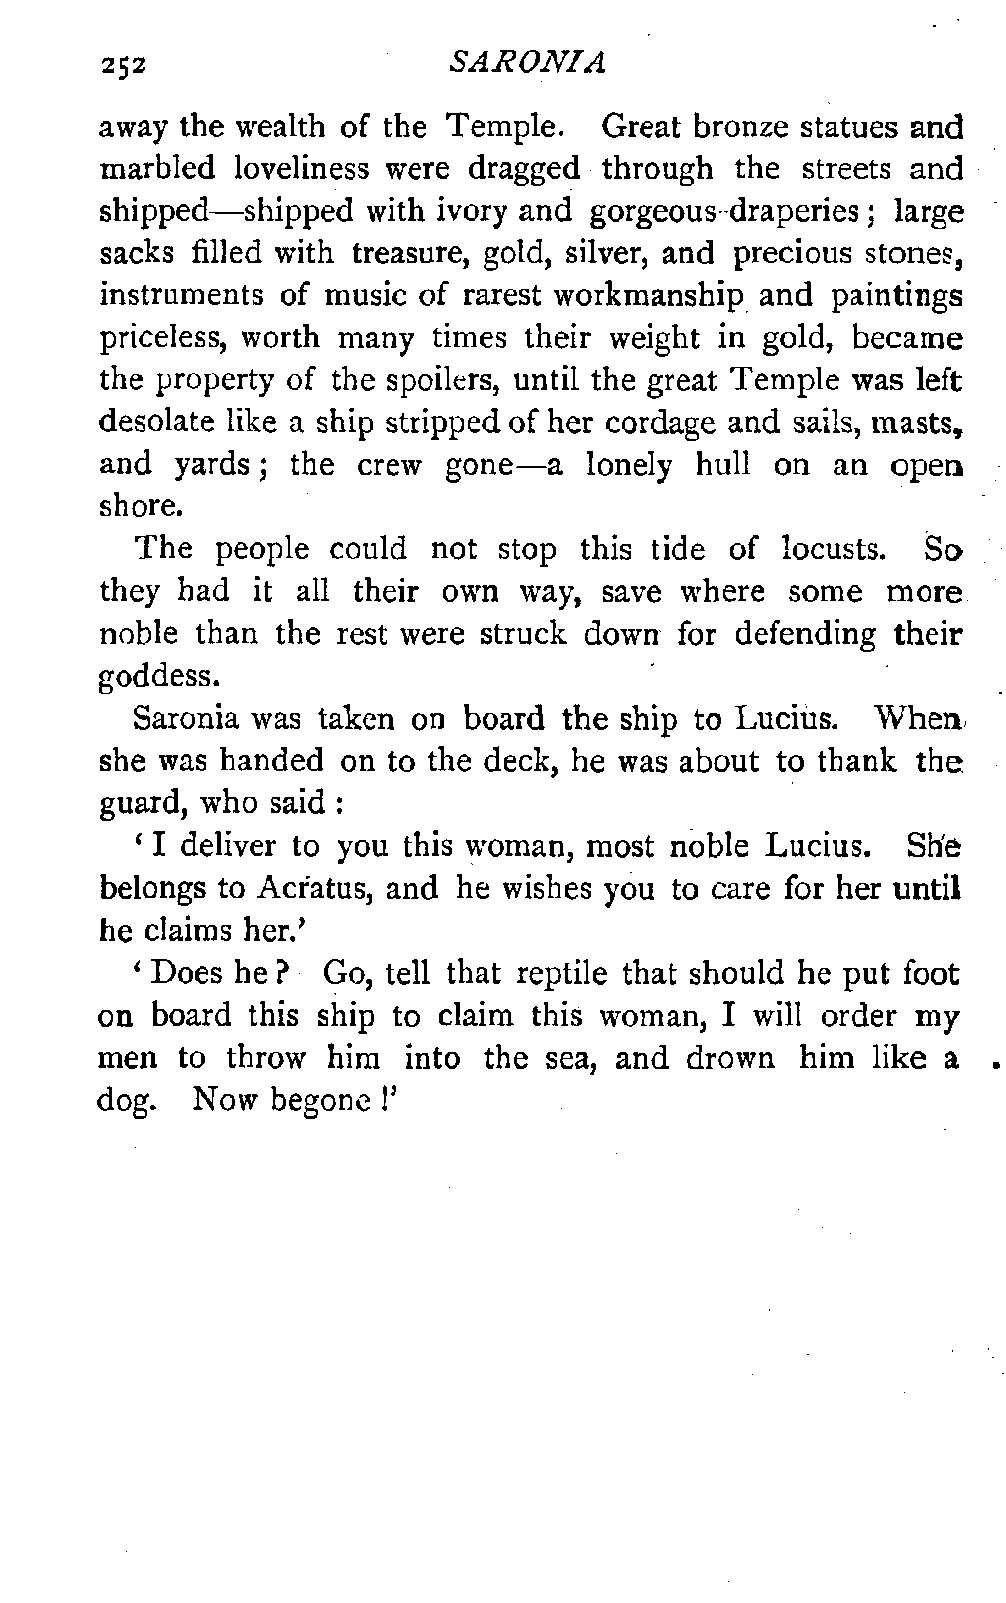 252 SARONIA
away the wealth of the Temple. Great bronze statues and
marbled loveliness were dragged through the streets and
shipped—shipped with ivory and gorgeous draperies; large
sacks filled with treasure, gold, silver, and precious stones,
instruments of music of rarest workmanship and paintings
priceless, worth many times their weight in gold, became
the property of the spoilers, until the great Temple was left
desolate like a ship stripped of her cordage and sails, masts,
and yards; the crew gone—a lonely hull on an open
shore.
The people could not stop this tide of locusts. So
they had it all their own way, save where some more
noble than the rest were struck down for defending their
goddess.
Saronia was taken on board the ship to Lucius. When
she was handed on to the deck, he was about to thank the
guard, who said:
'I deliver to you this woman, most noble Lucius. She
belongs to Acratus, and he wishes you to care for her until
he claims her.'
'Does he? Go, tell that reptile that should he put foot
on board this ship to claim this woman, I will order my
men to throw him into the sea, and drown him like a
dog. Now begone!'